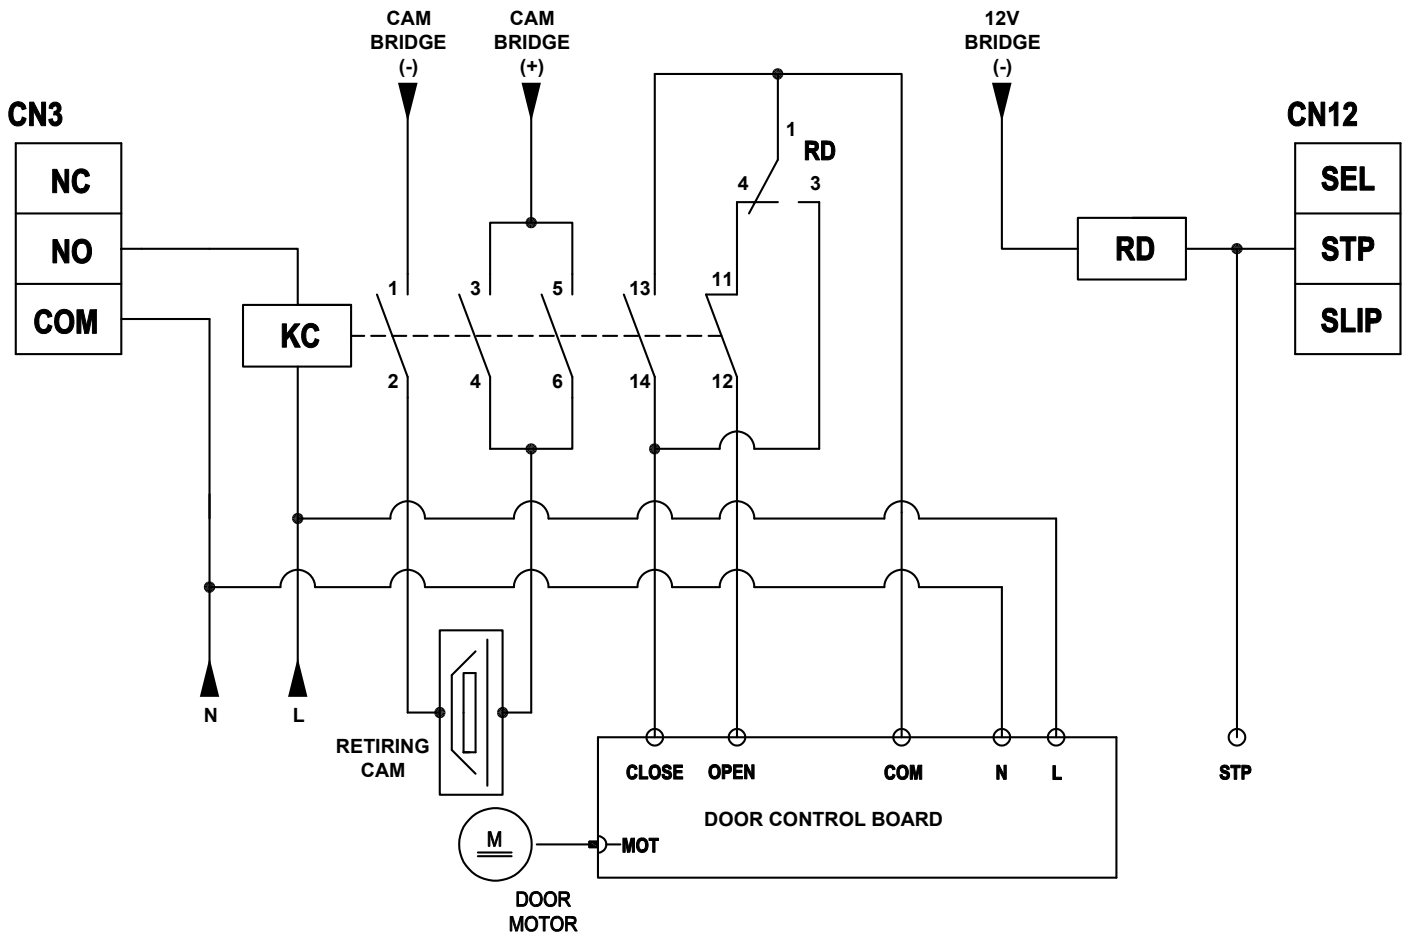 CAM
BRIDGE
(-)
CAM
BRIDGE
(+)
12V
BRIDGE
(-)
CN3
NC
NO
COM
KC
1
RD
4
3
CN12
SEL
STP
SLIP
RD
1
3
5
13
11
2
4
6
14
12
N
L
RETIRING
CAM
CLOSE
OPEN
COM
N
L
STP
DOOR CONTROL BOARD
M
MOT
DOOR
MOTOR